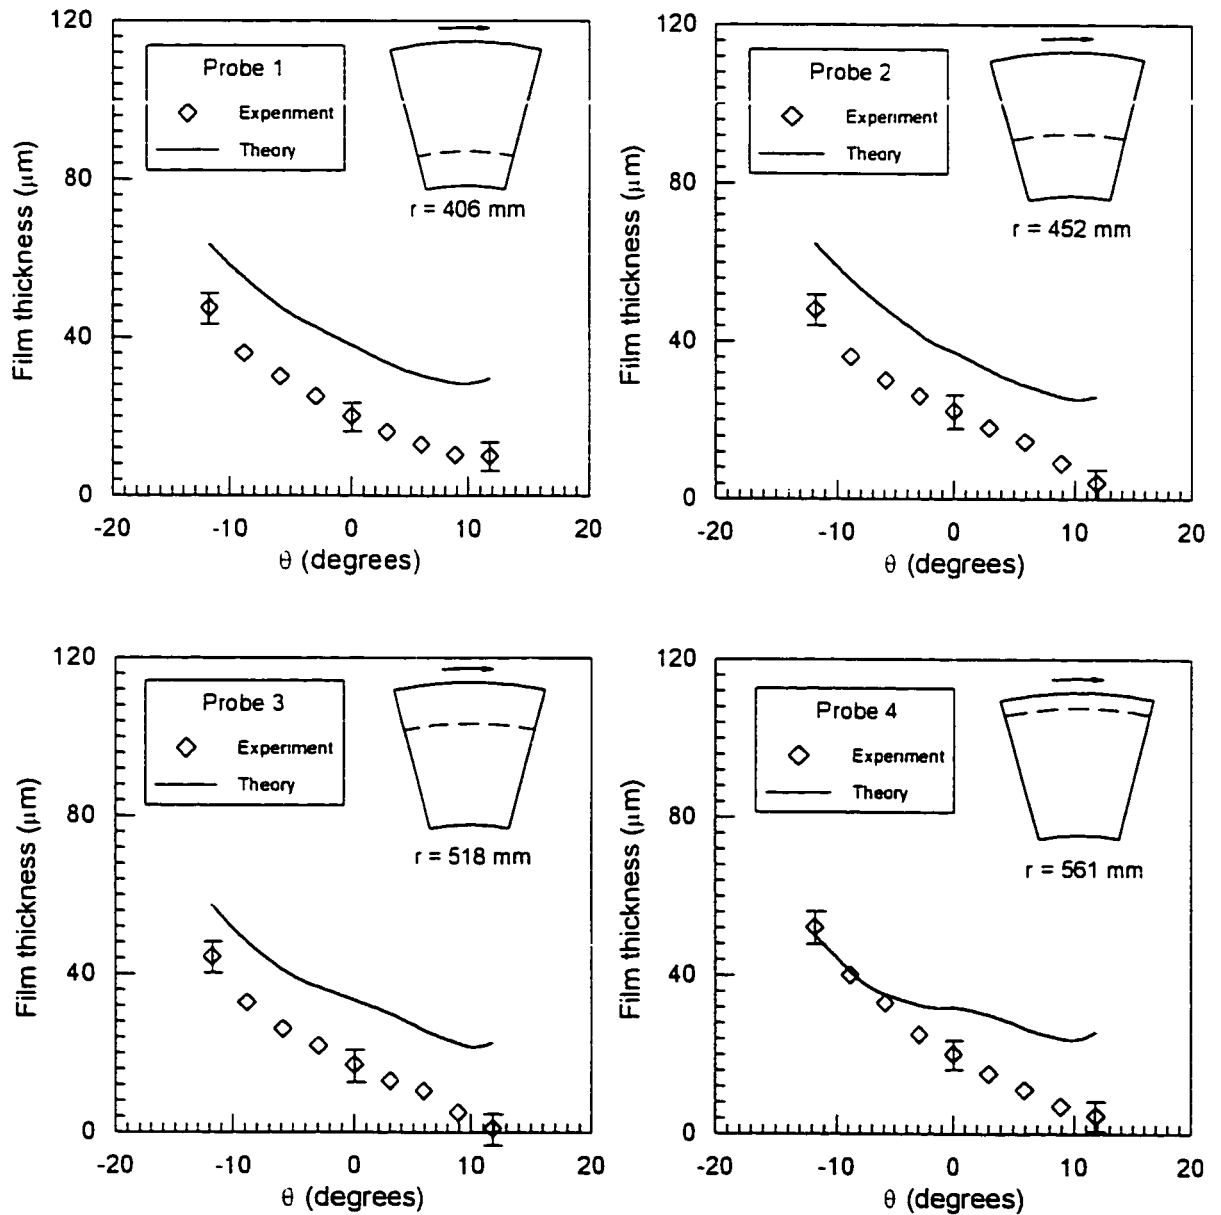 120
80
40
0
Film thickness (μm)
Probe 1
Experiment
Theory
r = 406 mm
-20
-10
0
10
20
θ (degrees)
120
80
40
0
Film thickness (μm)
Probe 2
Experiment
Theory
r = 452 mm
-20
-10
0
10
20
θ (degrees)
120
80
40
0
Film thickness (μm)
Probe 3
Experiment
Theory
r = 518 mm
-20
-10
0
10
20
θ (degrees)
120
80
40
0
Film thickness (μm)
Probe 4
Experiment
Theory
r = 561 mm
-20
-10
0
10
20
θ (degrees)